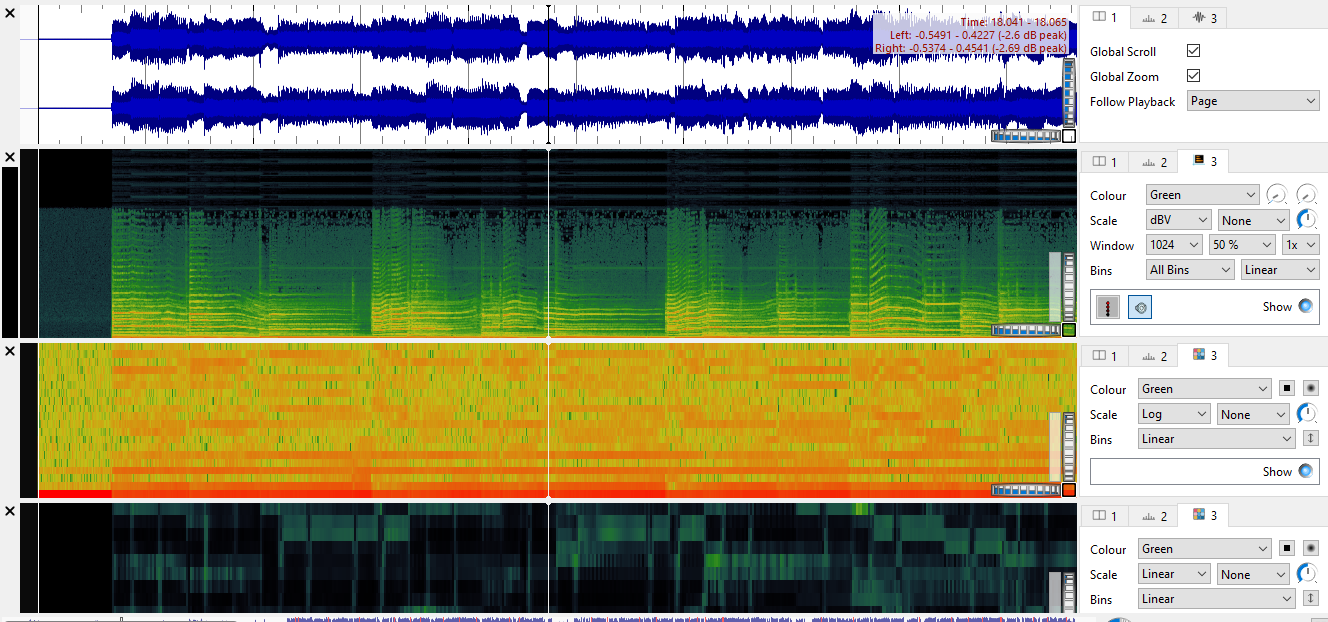 Time: 18.041 - 18.065
Left: -0.5491 - 0.4227 (-2.6 dB peak)
Right: -0.5374 - 0.4541 (-2.69 dB peak)
1 2 3
Global Scroll
Global Zoom
Follow Playback Page
1 2 3
Colour Green
Scale dBV None
Window 1024 50 % 1x
Bins All Bins Linear
Show
1 2 3
Colour Green
Scale Log None
Bins Linear
Show
1 2 3
Colour Green
Scale Linear None
Bins Linear